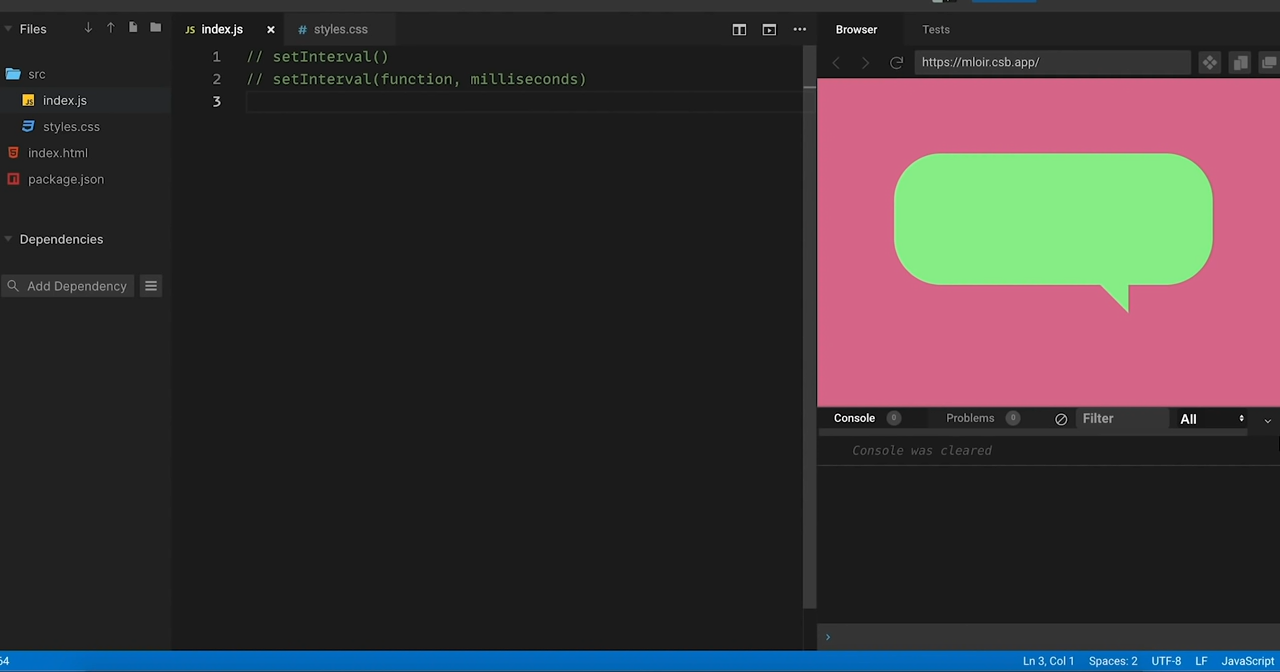 Files
JS index.js
# styles.css
Browser
Tests
1 // setInterval()
2 // setInterval(function, milliseconds)
3
https://mloir.csb.app/
src
index.js
styles.css
index.html
package.json
Dependencies
Add Dependency
Console 0
Problems 0
Filter
All
Console was cleared
64
Ln 3, Col 1
Spaces: 2
UTF-8
LF
JavaScript